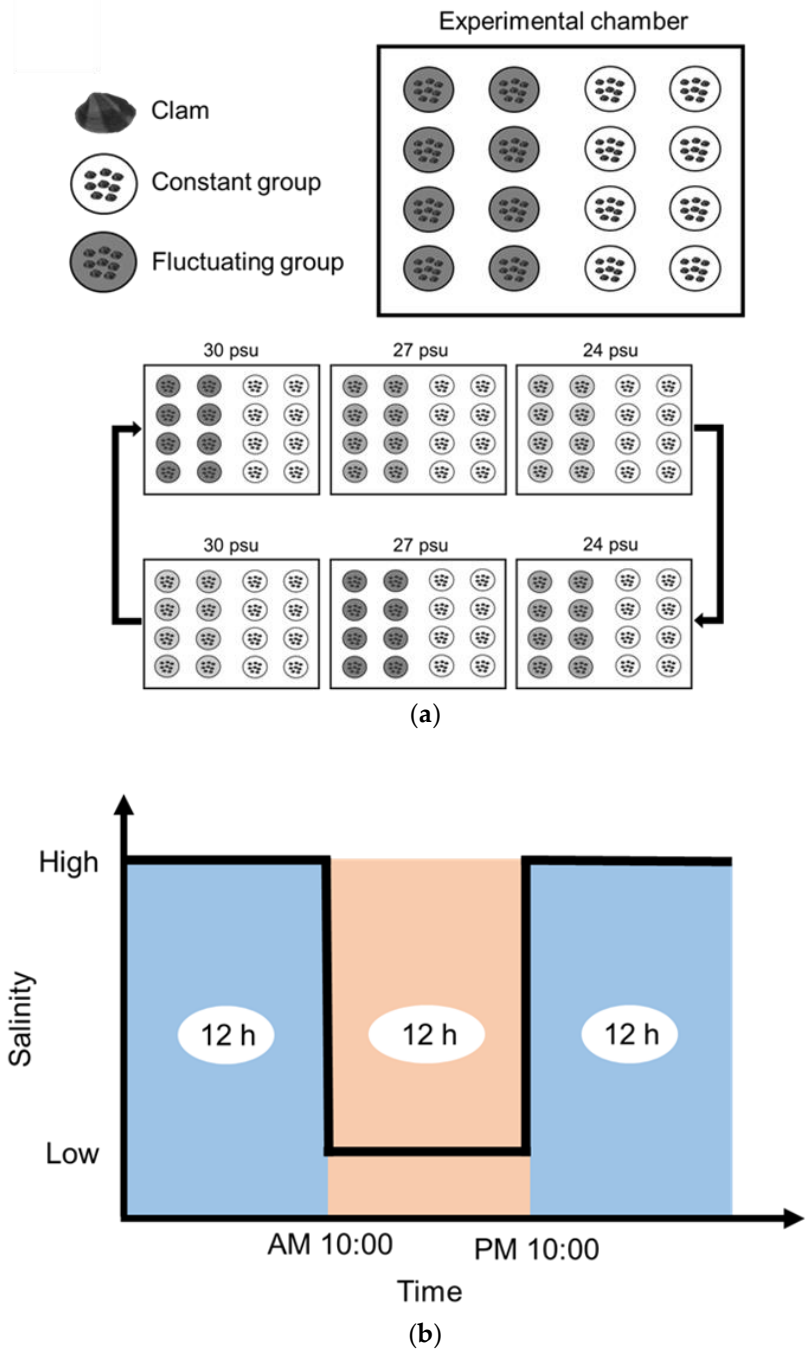 Experimental chamber
Clam
Constant group
Fluctuating group
30 psu
27 psu
24 psu
30 psu
27 psu
24 psu
(a)
High
Salinity
12 h
12 h
12 h
Low
AM 10:00
PM 10:00
Time
(b)